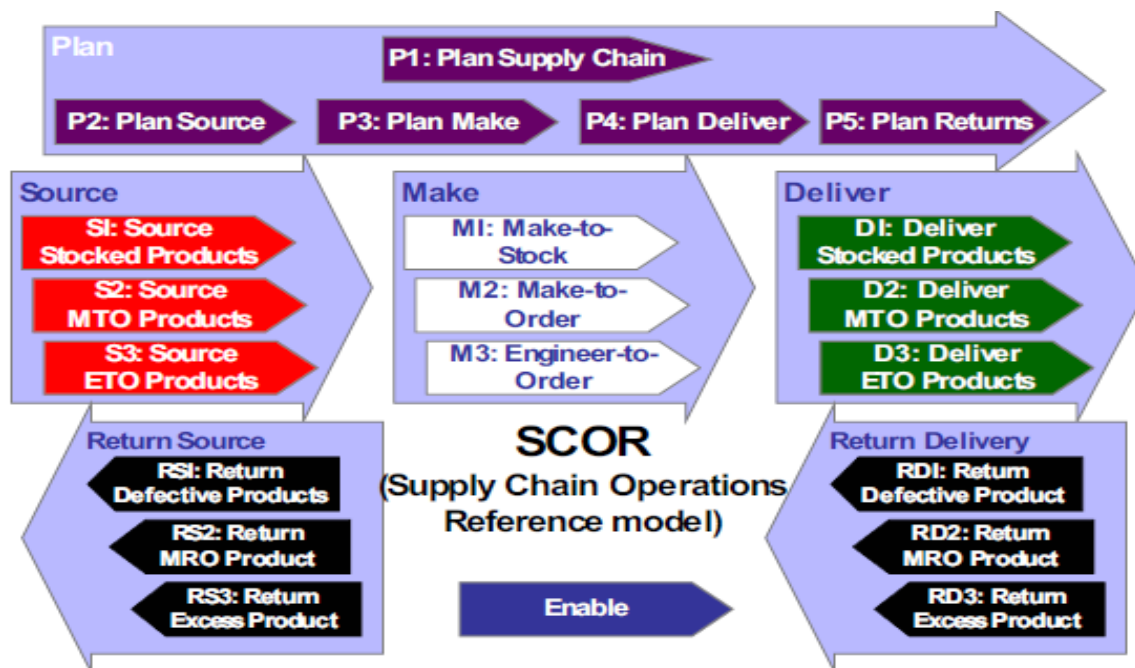 Plan
P1: Plan Supply Chain
P2: Plan Source
P3: Plan Make
P4: Plan Deliver
P5: Plan Returns
Source
SI: Source
Stocked Products
S2: Source
MTO Products
S3: Source
ETO Products
Make
MI: Make-to-
Stock
M2: Make-to-
Order
M3: Engineer-to-
Order
Deliver
DI: Deliver
Stocked Products
D2: Deliver
MTO Products
D3: Deliver
ETO Products
Return Source
RSI: Return
Defective Products
RS2: Return
MRO Product
RS3: Return
Excess Product
SCOR
(Supply Chain Operations
Reference model)
Enable
Return Delivery
RDI: Return
Defective Product
RD2: Return
MRO Product
RD3: Return
Excess Product